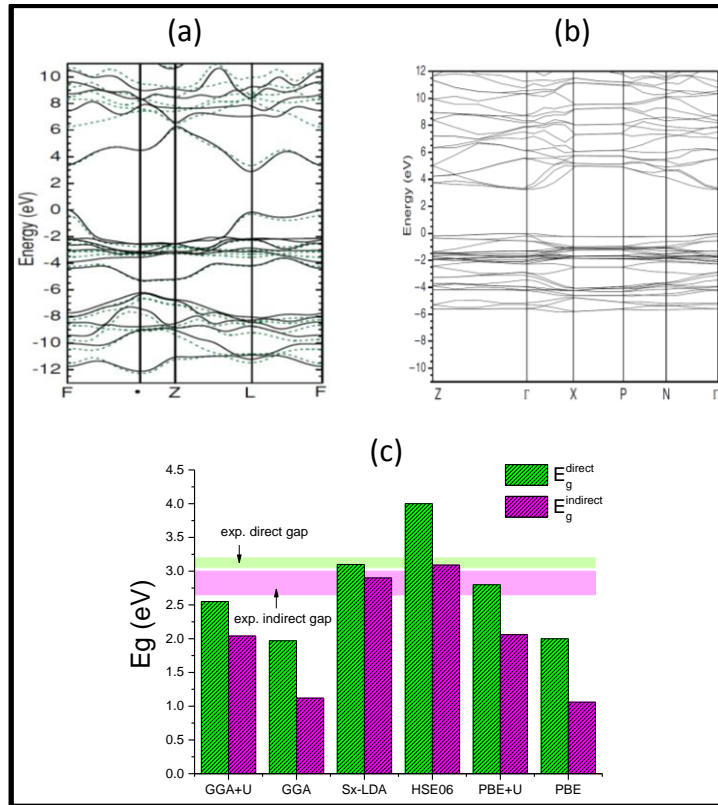 (a)
(b)
10
8
6
4
2
0
-2
-4
-6
-8
-10
-12
Energy (eV)
F
•
Z
L
F
12
10
8
6
4
2
0
-2
-4
-6
-8
-10
Energy (eV)
Z
Γ
X
P
N
Γ
(c)
4.5
4.0
3.5
3.0
2.5
2.0
1.5
1.0
0.5
0.0
Eg (eV)
E_g^direct
E_g^indirect
exp. direct gap
exp. indirect gap
GGA+U
GGA
Sx-LDA
HSE06
PBE+U
PBE